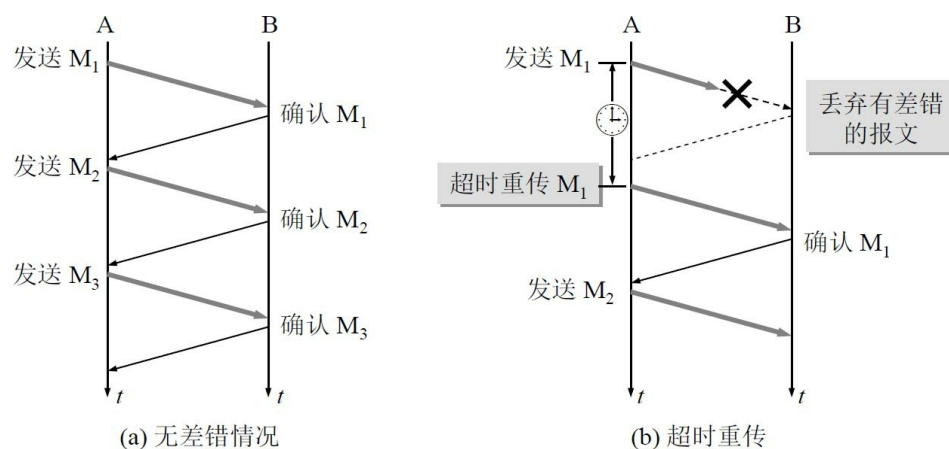 A
B
发送 M₁
确认 M₁
发送 M₂
确认 M₂
发送 M₃
确认 M₃
t
t
(a) 无差错情况
A
B
发送 M₁
丢弃有差错
的报文
超时重传 M₁
确认 M₁
发送 M₂
t
t
(b) 超时重传